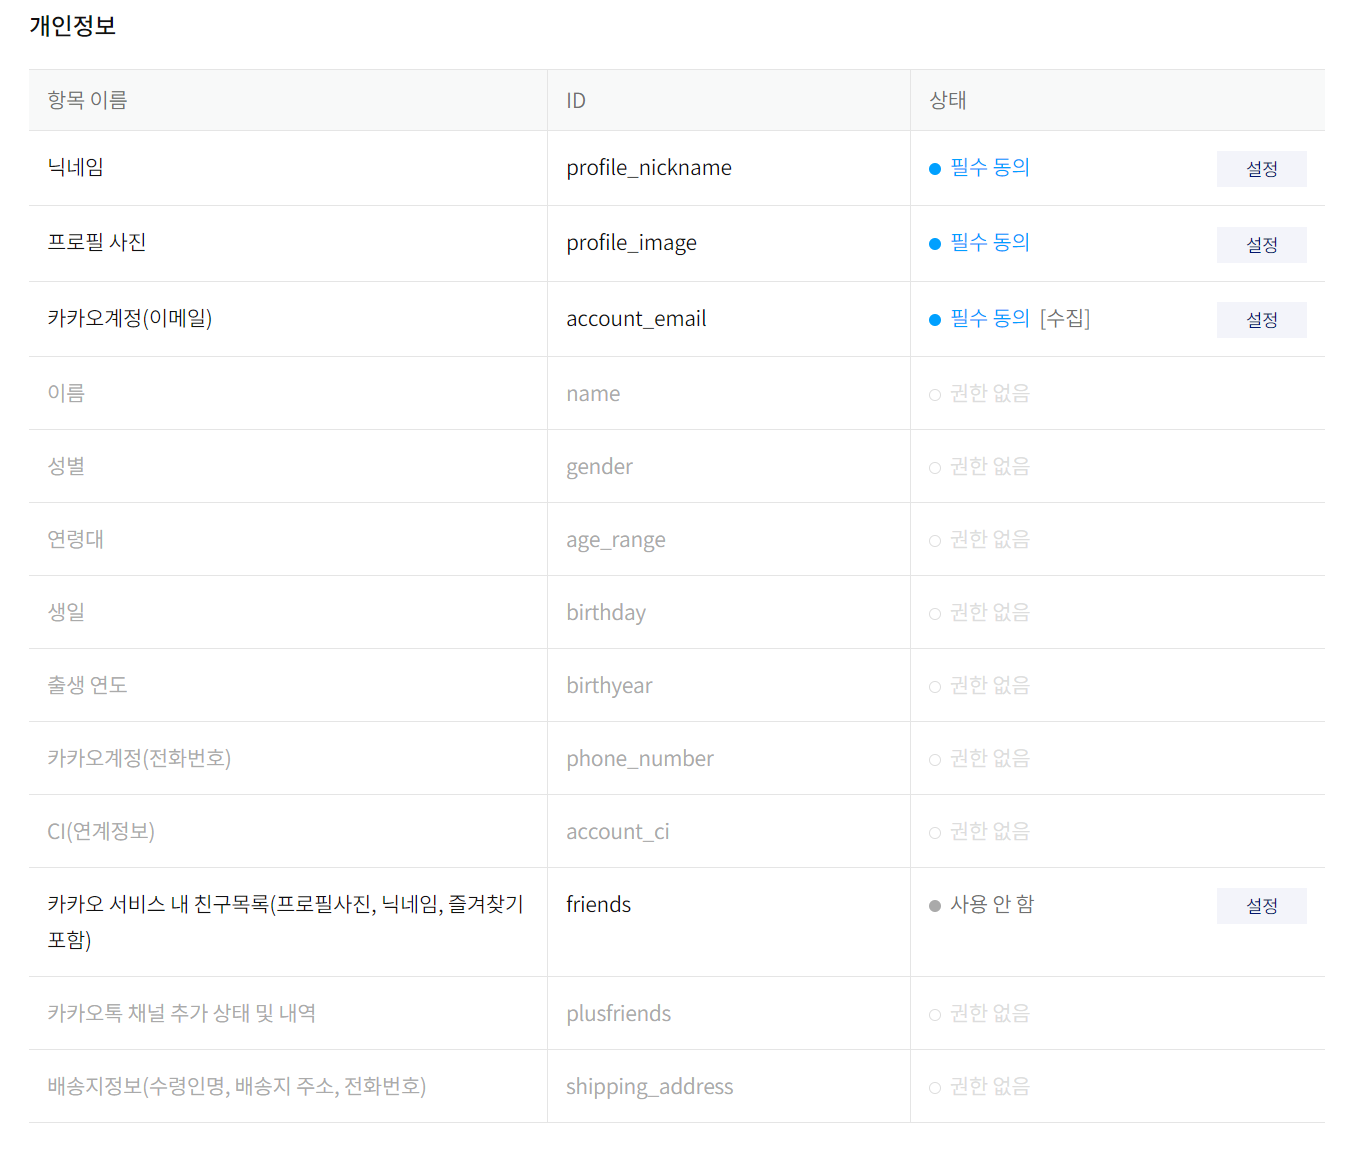 개인정보
항목 이름 ID 상태
닉네임 profile_nickname 필수 동의 설정
프로필 사진 profile_image 필수 동의 설정
카카오계정(이메일) account_email 필수 동의 [수집] 설정
이름 name 권한 없음
성별 gender 권한 없음
연령대 age_range 권한 없음
생일 birthday 권한 없음
출생 연도 birthyear 권한 없음
카카오계정(전화번호) phone_number 권한 없음
CI(연계정보) account_ci 권한 없음
카카오 서비스 내 친구목록(프로필사진, 닉네임, 즐겨찾기 friends 사용 안 함 설정
포함)
카카오톡 채널 추가 상태 및 내역 plusfriends 권한 없음
배송지정보(수령인명, 배송지 주소, 전화번호) shipping_address 권한 없음